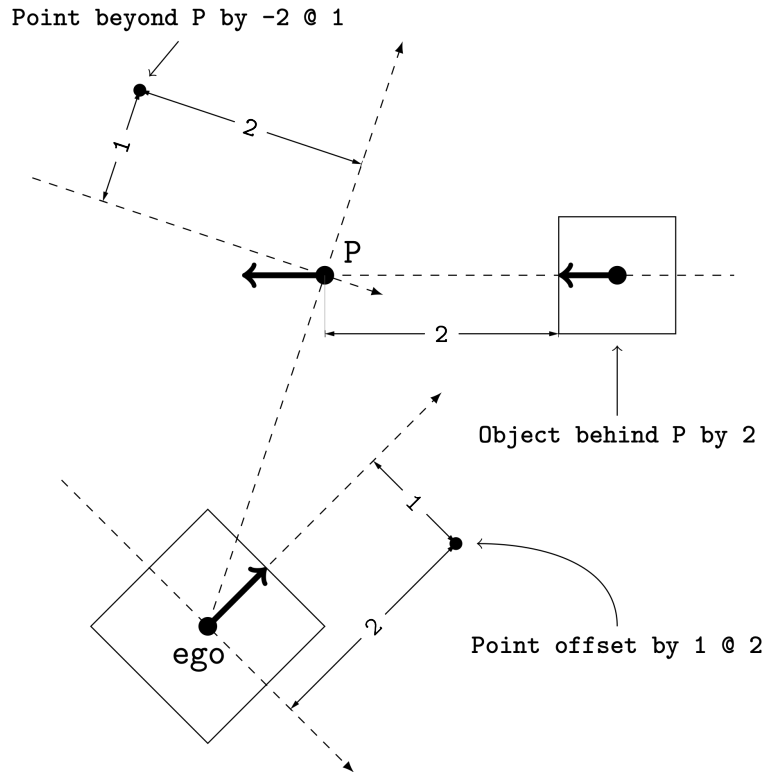 Point beyond P by -2 @ 1
2
1
P
2
Object behind P by 2
1
2
ego
Point offset by 1 @ 2